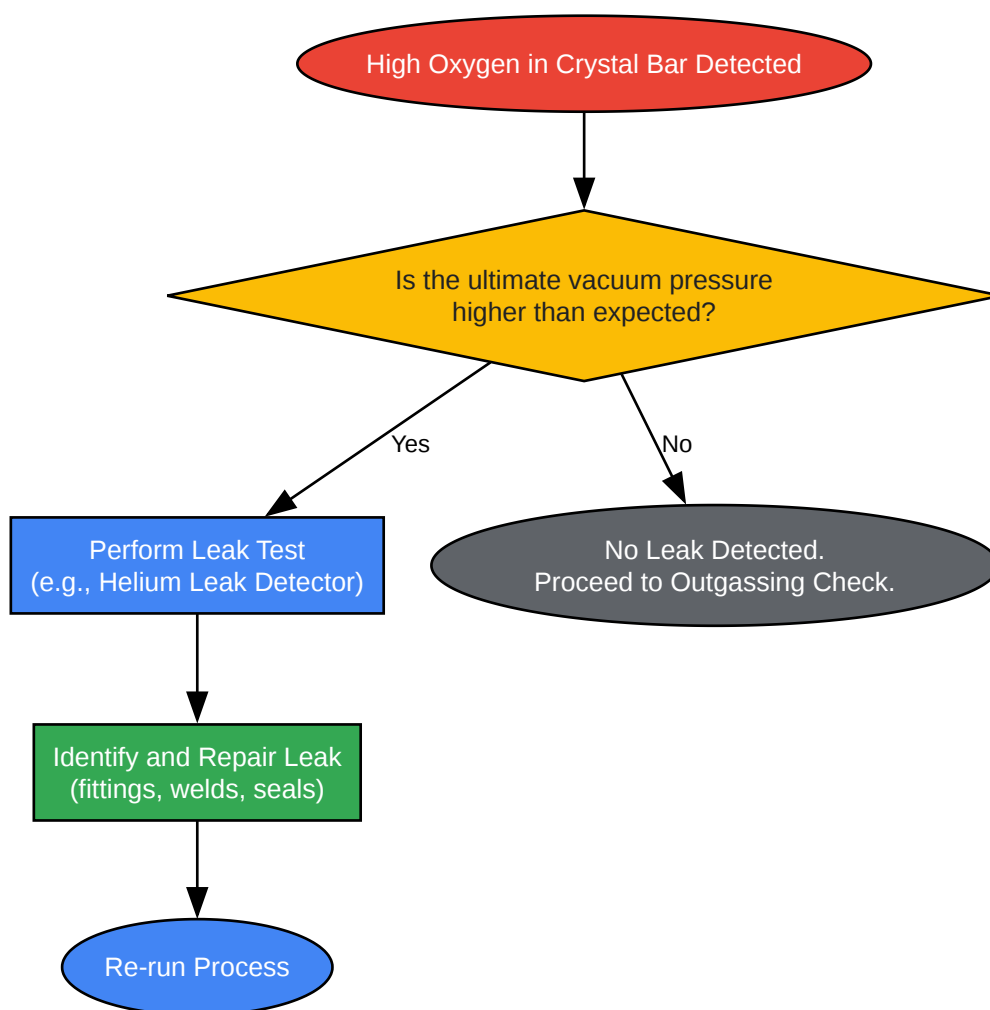 High Oxygen in Crystal Bar Detected
Is the ultimate vacuum pressure
higher than expected?
Yes
No
Perform Leak Test
(e.g., Helium Leak Detector)
No Leak Detected.
Proceed to Outgassing Check.
Identify and Repair Leak
(fittings, welds, seals)
Re-run Process